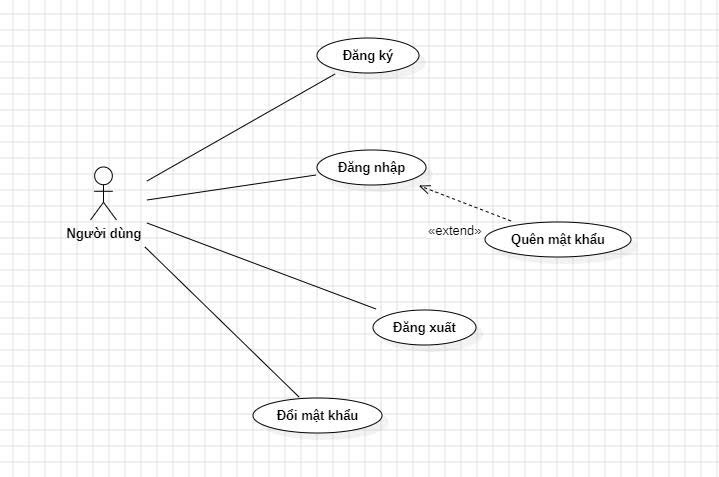 Đăng ký
Đăng nhập
Người dùng
«extend»
Quên mật khẩu
Đăng xuất
Đổi mật khẩu